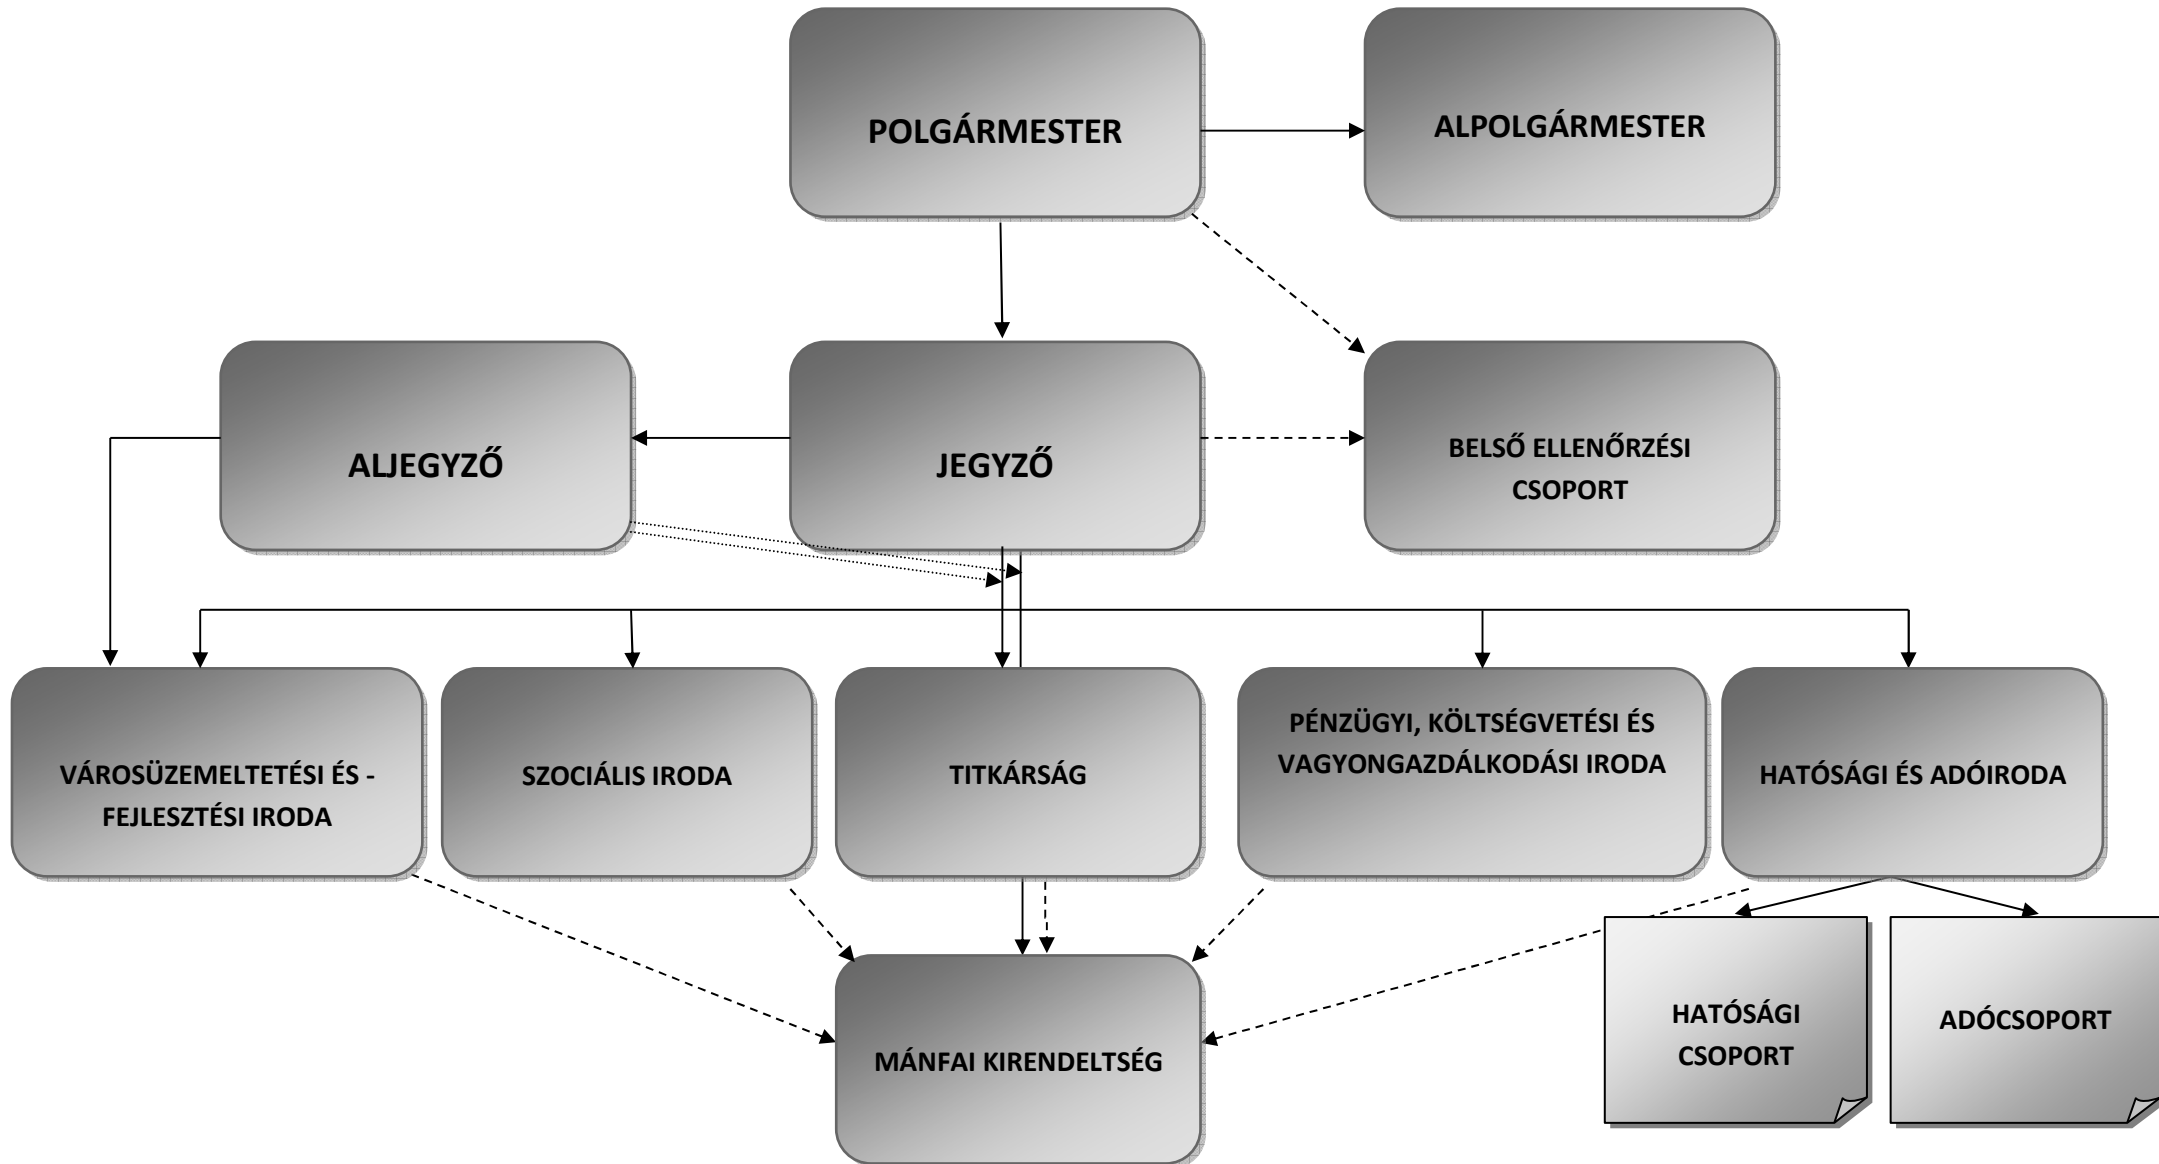 POLGÁRMESTER
ALPOLGÁRMESTER
ALJEGYZŐ
JEGYZŐ
BELSŐ ELLENŐRZÉSI
CSOPORT
VÁROSÜZEMELTETÉSI ÉS -
FEJLESZTÉSI IRODA
SZOCIÁLIS IRODA
TITKÁRSÁG
PÉNZÜGYI, KÖLTSÉGVETÉSI ÉS
VAGYONGAZDÁLKODÁSI IRODA
HATÓSÁGI ÉS ADÓIRODA
MÁNFAI KIRENDELTSÉG
HATÓSÁGI
CSOPORT
ADÓCSOPORT